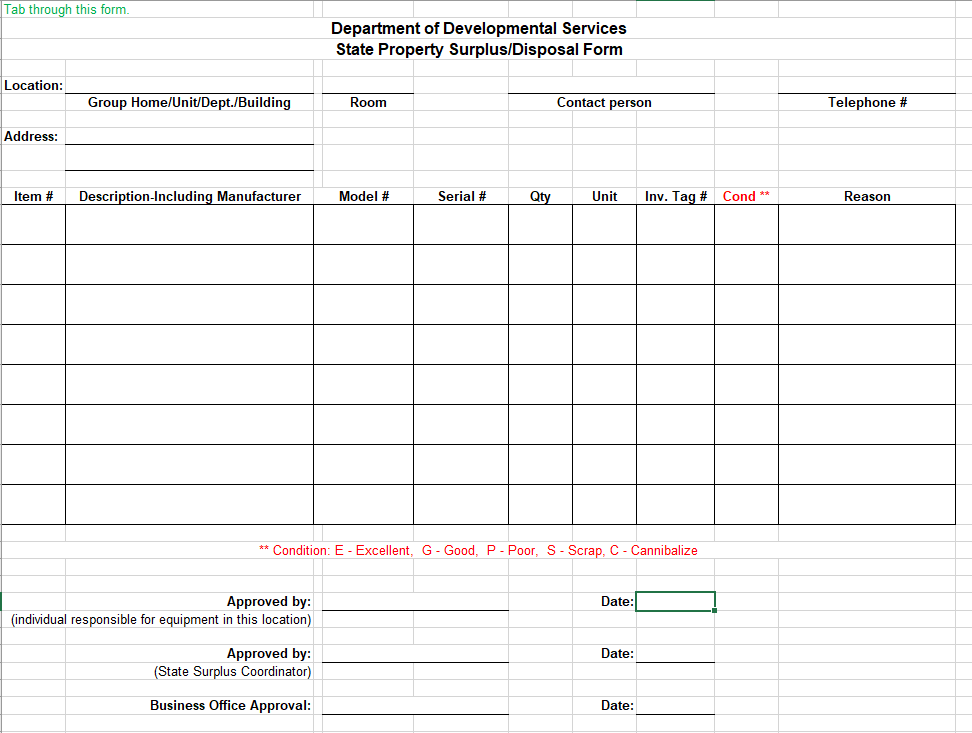 Tab through this form.
Department of Developmental Services
State Property Surplus/Disposal Form
Location:
Group Home/Unit/Dept./Building Room Contact person Telephone #
Address:
Item # Description-Including Manufacturer Model # Serial # Qty Unit Inv. Tag # Cond ** Reason
** Condition: E - Excellent, G - Good, P - Poor, S - Scrap, C - Cannibalize
Approved by: Date:
(individual responsible for equipment in this location)
Approved by: Date:
(State Surplus Coordinator)
Business Office Approval: Date: